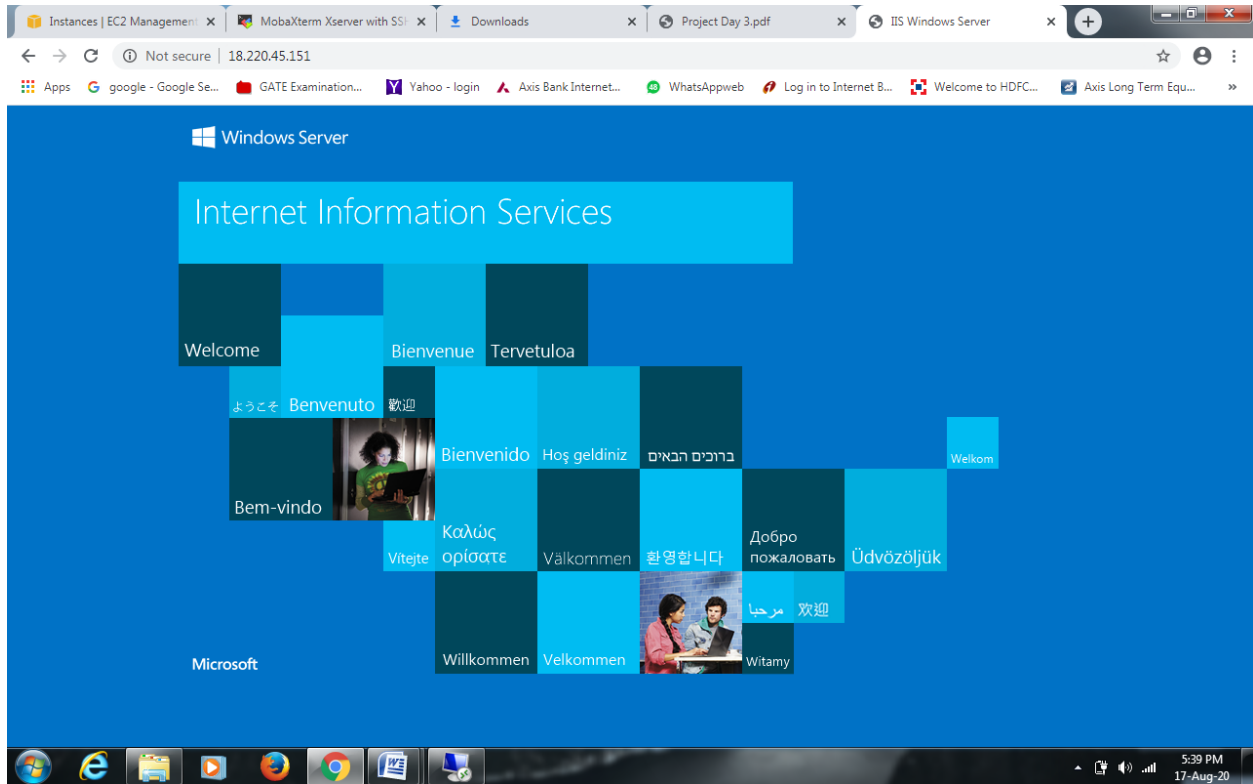 Instances | EC2 Management
MobaXterm Xserver with SSH
Downloads
Project Day 3.pdf
IIS Windows Server
Not secure | 18.220.45.151
Apps
google - Google Se...
GATE Examination...
Yahoo - login
Axis Bank Internet...
WhatsAppweb
Log in to Internet B...
Welcome to HDFC...
Axis Long Term Equ...
»
Windows Server
Internet Information Services
Welcome
Bienvenue
Tervetuloa
ようこそ
Benvenuto
歡迎
Bienvenido
Hoş geldiniz
ברוכים הבאים
Welkom
Bem-vindo
Vítejte
Καλώς
ορίσατε
Välkommen
환영합니다
Добро
пожаловать
Üdvözöljük
مرحبا
欢迎
Microsoft
Willkommen
Velkommen
Witamy
5:39 PM
17-Aug-20